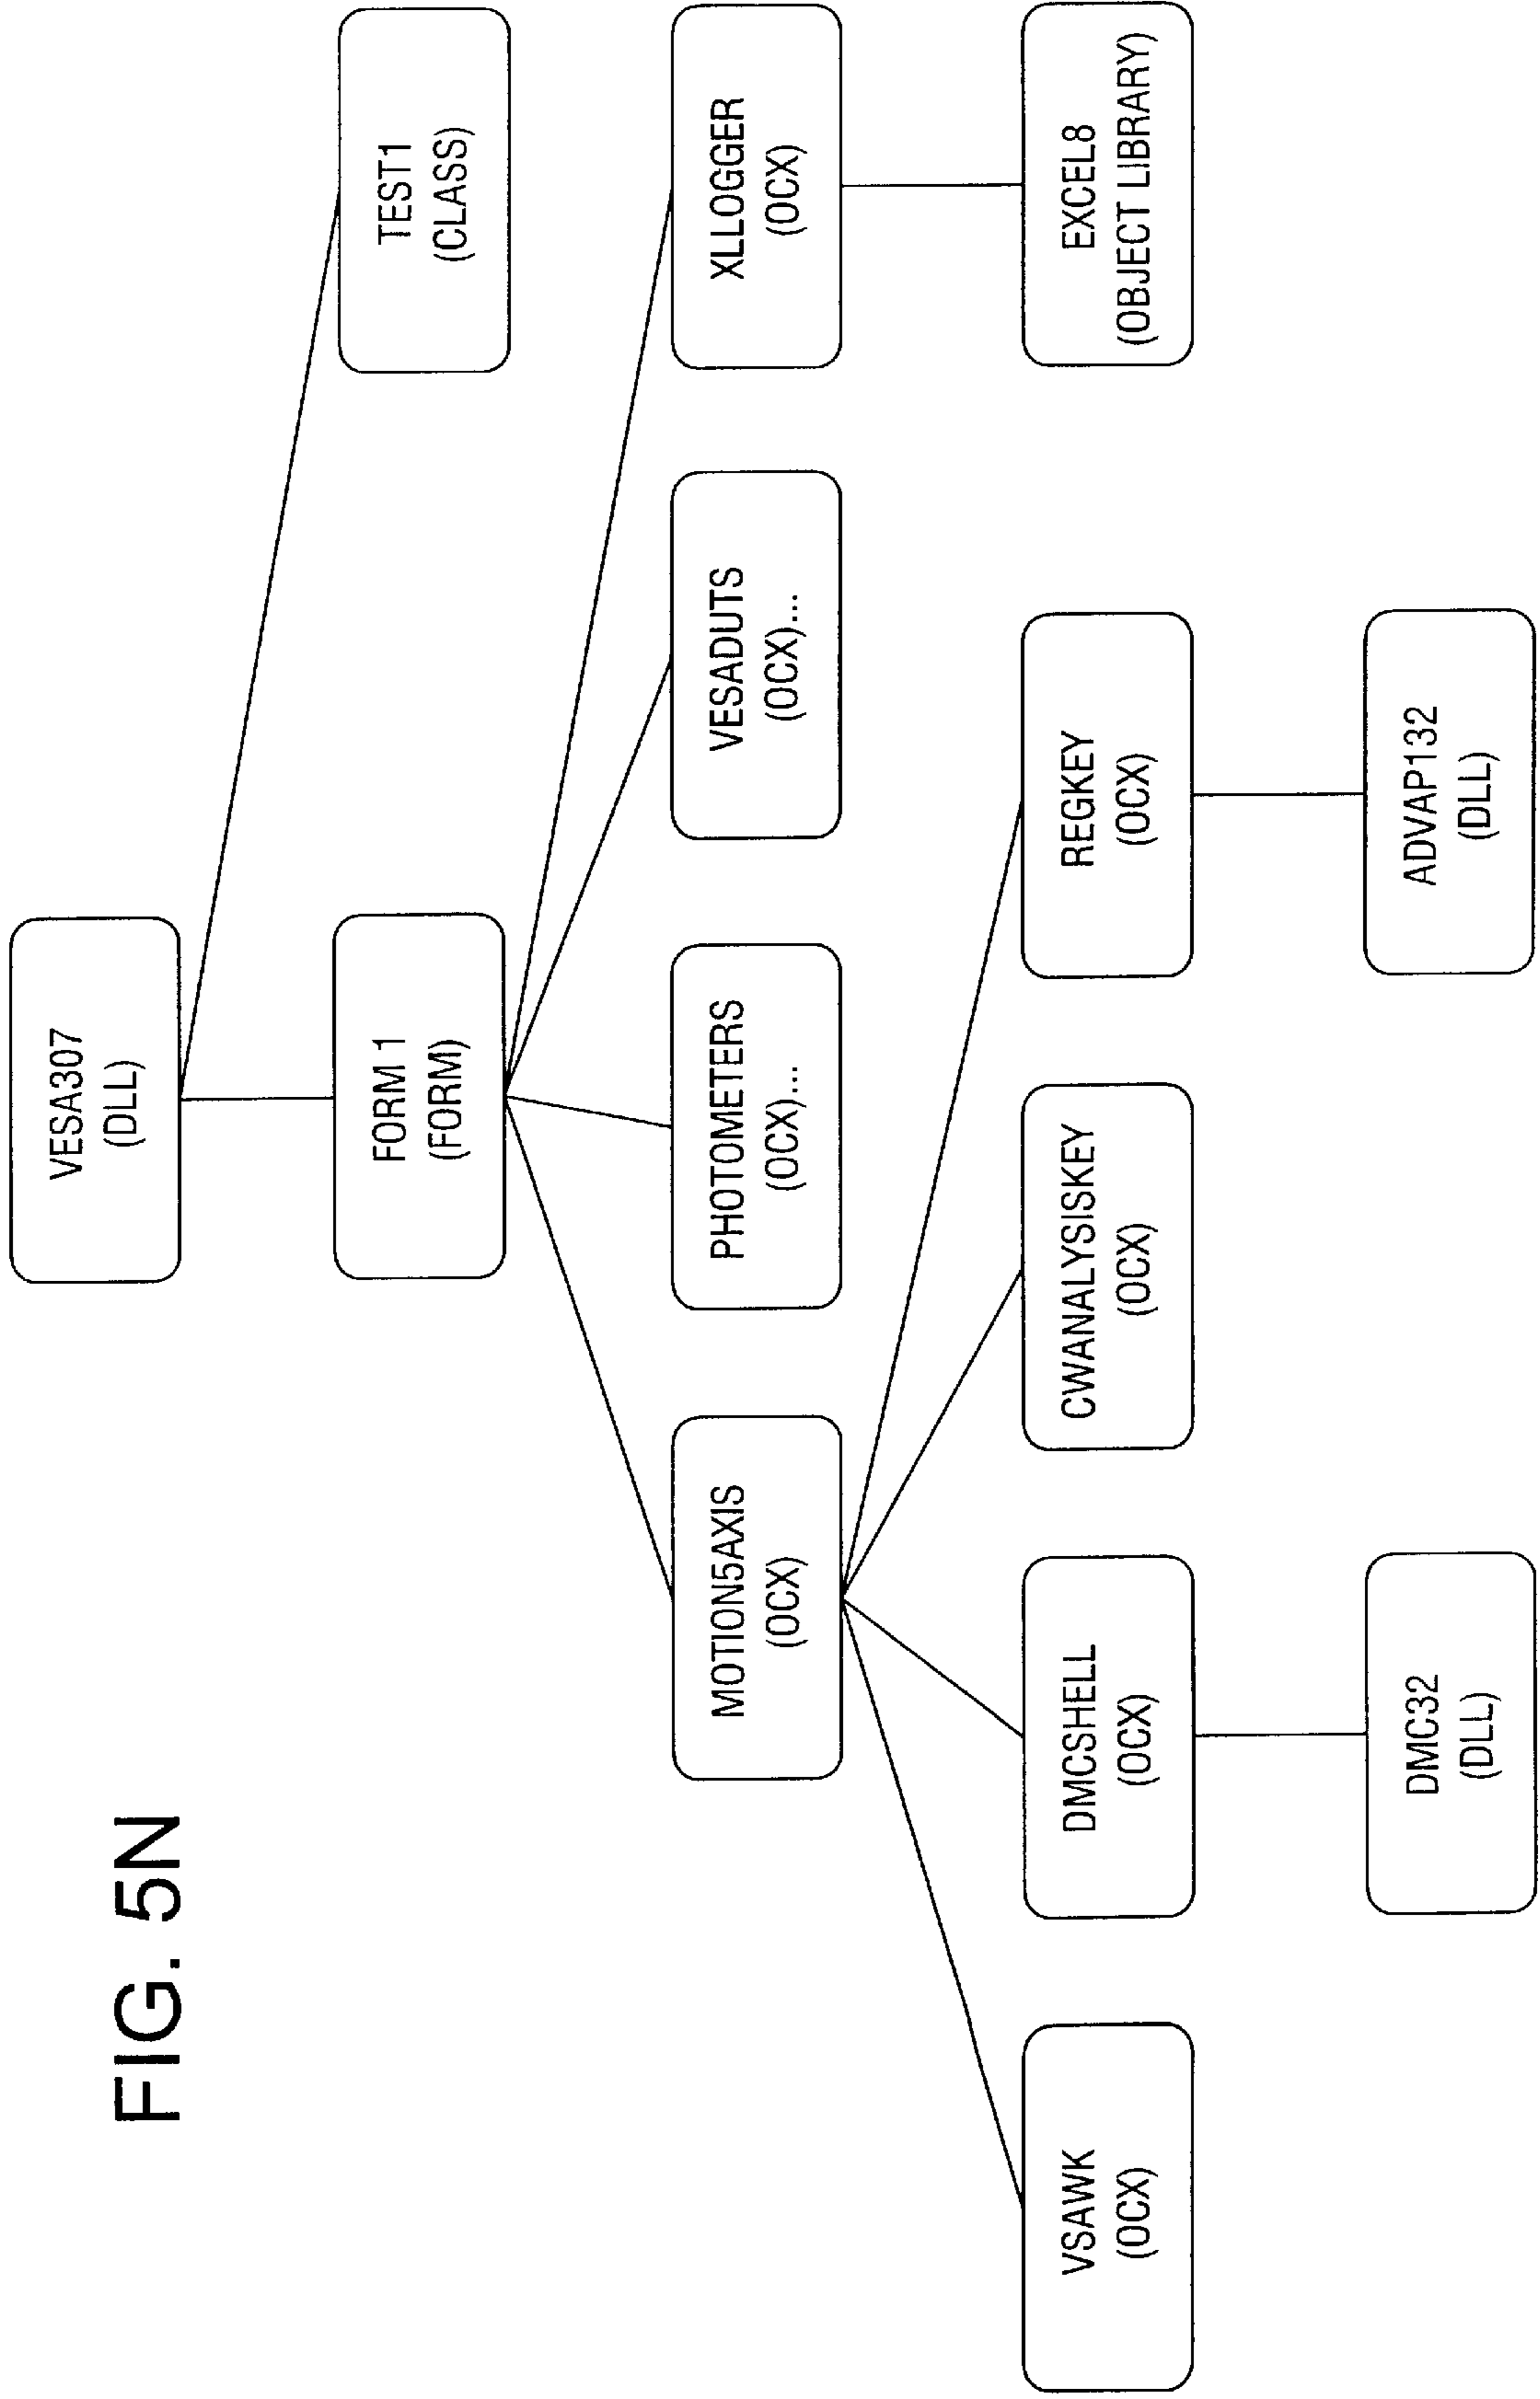 FIG. 5N
VESA307
(DLL)
FORM 1
(FORM)
TEST1
(CLASS)
MOTION5AXIS
(OCX)
PHOTOMETERS
(OCX)...
VESADUTS
(OCX)...
XLLOGGER
(OCX)
VSAWK
(OCX)
DMCSHELL
(OCX)
CWANALYSISKEY
(OCX)
REGKEY
(OCX)
EXCEL8
(OBJECT LIBRARY)
DMC32
(DLL)
ADVAP132
(DLL)